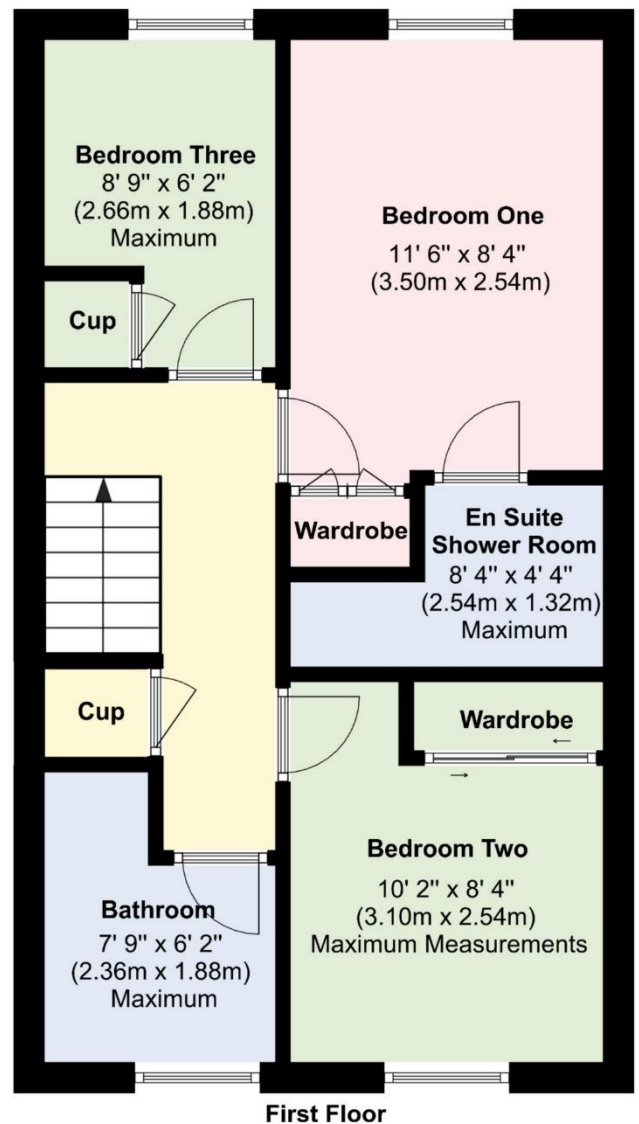 Bedroom Three
8' 9" x 6' 2"
(2.66m x 1.88m)
Maximum
Bedroom One
11' 6" x 8' 4"
(3.50m x 2.54m)
Cup
Wardrobe
En Suite
Shower Room
8' 4" x 4' 4"
(2.54m x 1.32m)
Maximum
Cup
Wardrobe
Bedroom Two
10' 2" x 8' 4"
(3.10m x 2.54m)
Maximum Measurements
Bathroom
7' 9" x 6' 2"
(2.36m x 1.88m)
Maximum
First Floor